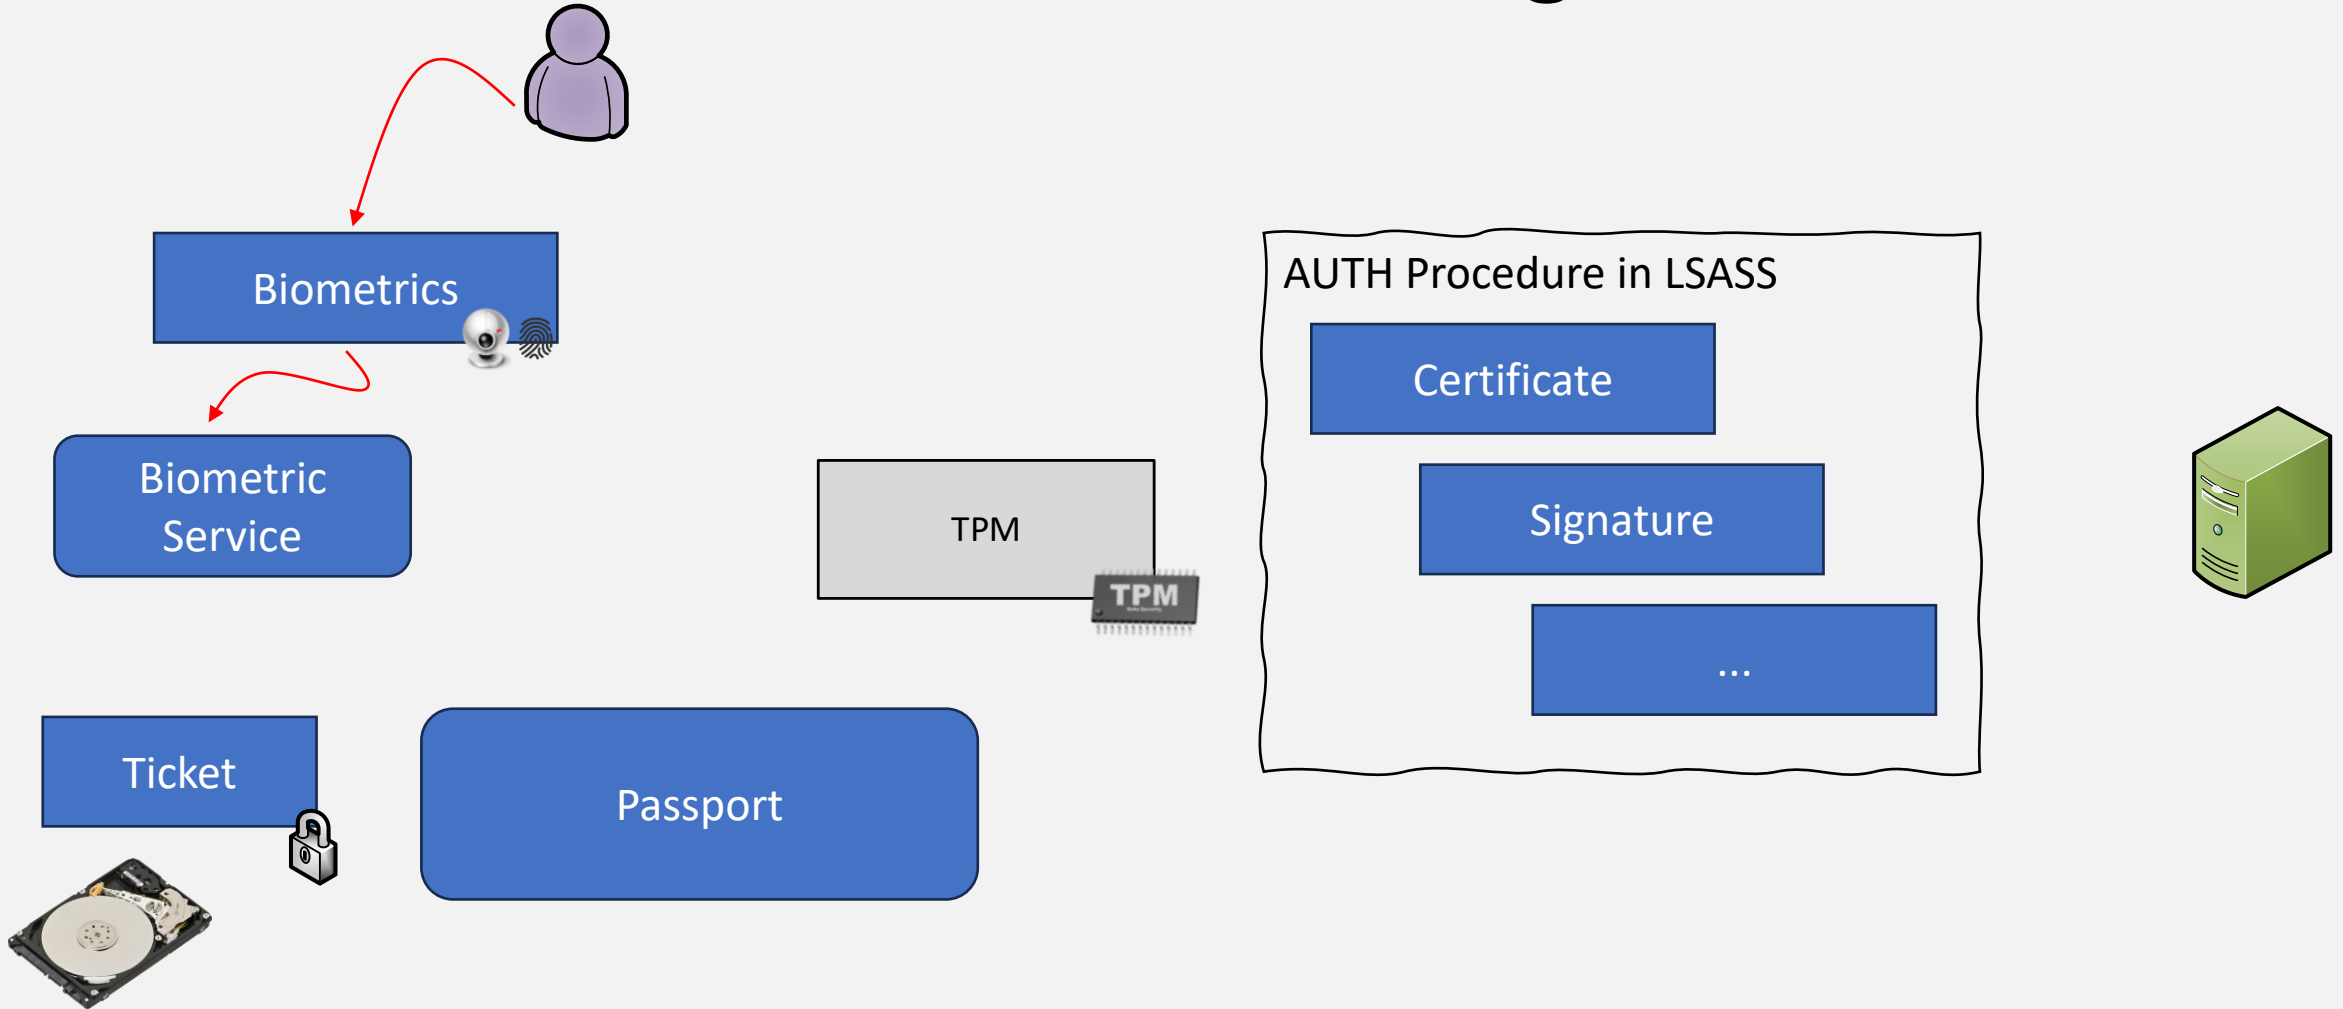 Biometrics
Biometric
Service
Ticket
Passport
TPM
TPM
AUTH Procedure in LSASS
Certificate
Signature
...